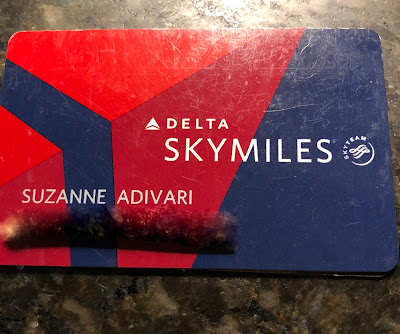 DELTA
SKYMILES
SKYTEAM
SUZANNE ADIVARI